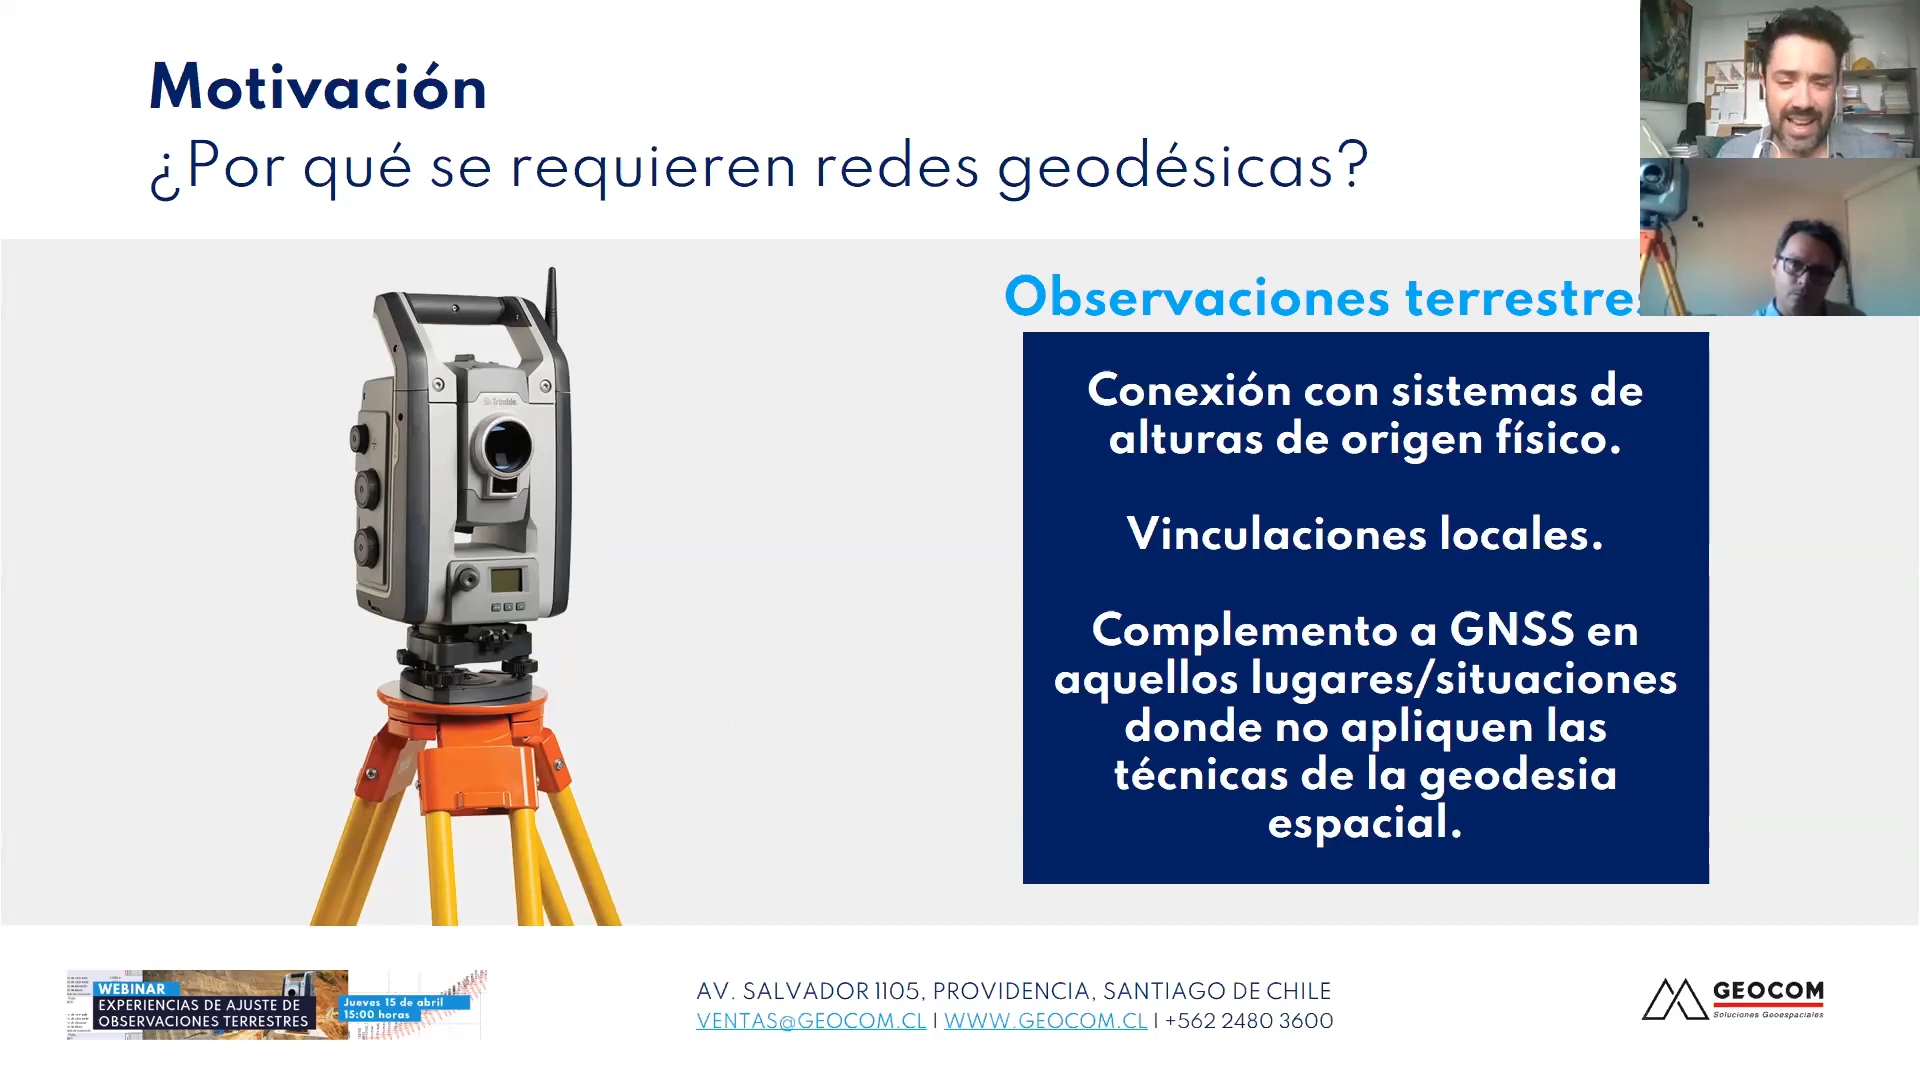 Motivación
¿Por qué se requieren redes geodésicas?
Observaciones terrestres
Conexión con sistemas de
alturas de origen físico.
Vinculaciones locales.
Complemento a GNSS en
aquellos lugares/situaciones
donde no apliquen las
técnicas de la geodesia
espacial.
Trimble
WEBINAR
EXPERIENCIAS DE AJUSTE DE
OBSERVACIONES TERRESTRES
Jueves 15 de abril
15:00 horas
AV. SALVADOR 1105, PROVIDENCIA, SANTIAGO DE CHILE
VENTAS@GEOCOM.CL | WWW.GEOCOM.CL | +562 2480 3600
GEOCOM
Soluciones Geoespaciales